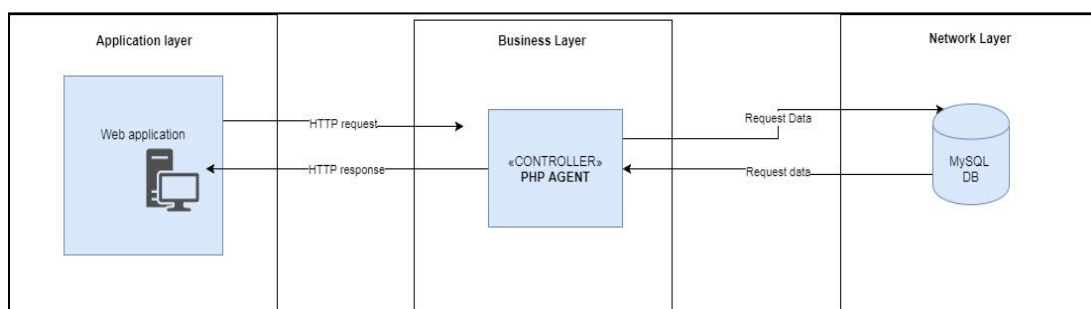 Application layer
Business Layer
Network Layer
Web application
HTTP request
HTTP response
«CONTROLLER»
PHP AGENT
Request Data
Request data
MySQL
DB